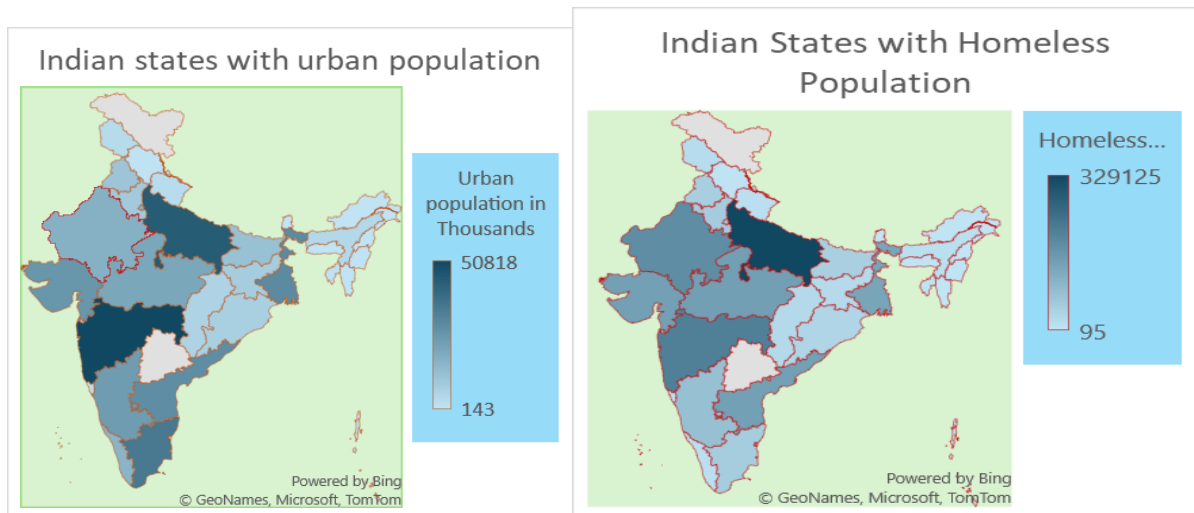 Indian states with urban population
Urban
population in
Thousands
50818
143
Powered by Bing
© GeoNames, Microsoft, TomTom
Indian States with Homeless
Population
Homeless...
329125
95
Powered by Bing
© GeoNames, Microsoft, TomTom